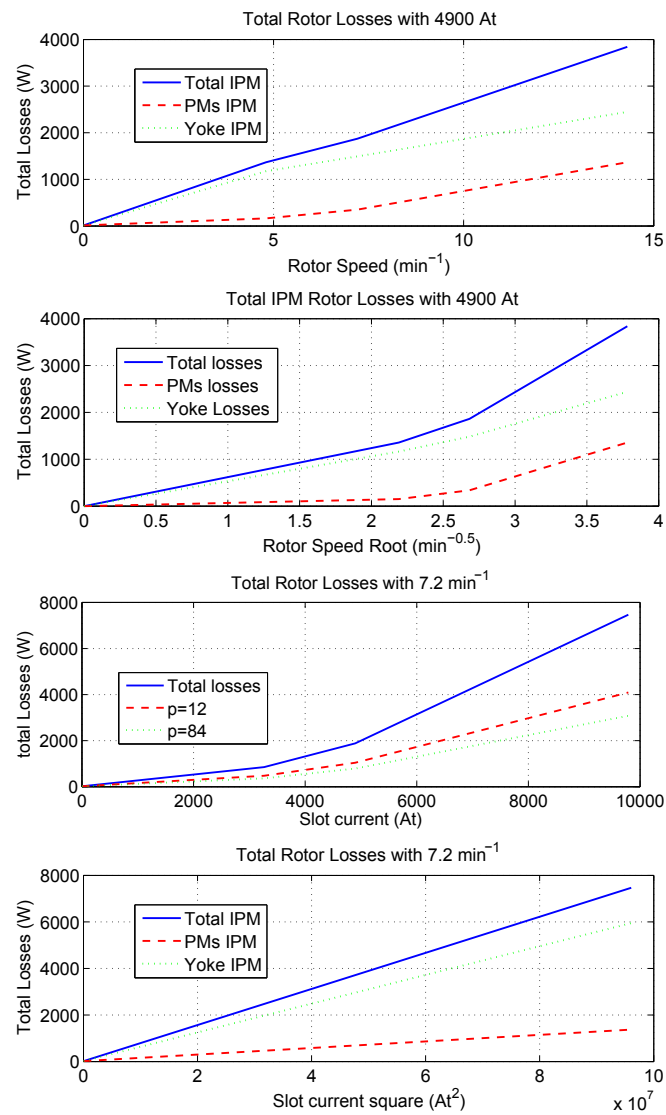 Total Rotor Losses with 4900 At
Total Losses (W)
4000
3000
2000
1000
0
Total IPM
PMs IPM
Yoke IPM
0
5
10
15
Rotor Speed (min⁻¹)
Total IPM Rotor Losses with 4900 At
Total Losses (W)
4000
3000
2000
1000
0
Total losses
PMs losses
Yoke Losses
0
0.5
1
1.5
2
2.5
3
3.5
4
Rotor Speed Root (min⁻⁰·⁵)
Total Rotor Losses with 7.2 min⁻¹
total Losses (W)
8000
6000
4000
2000
0
Total losses
p=12
p=84
0
2000
4000
6000
8000
10000
Slot current (At)
Total Rotor Losses with 7.2 min⁻¹
Total Losses (W)
8000
6000
4000
2000
0
Total IPM
PMs IPM
Yoke IPM
0
2
4
6
8
10
x 10⁷
Slot current square (At²)